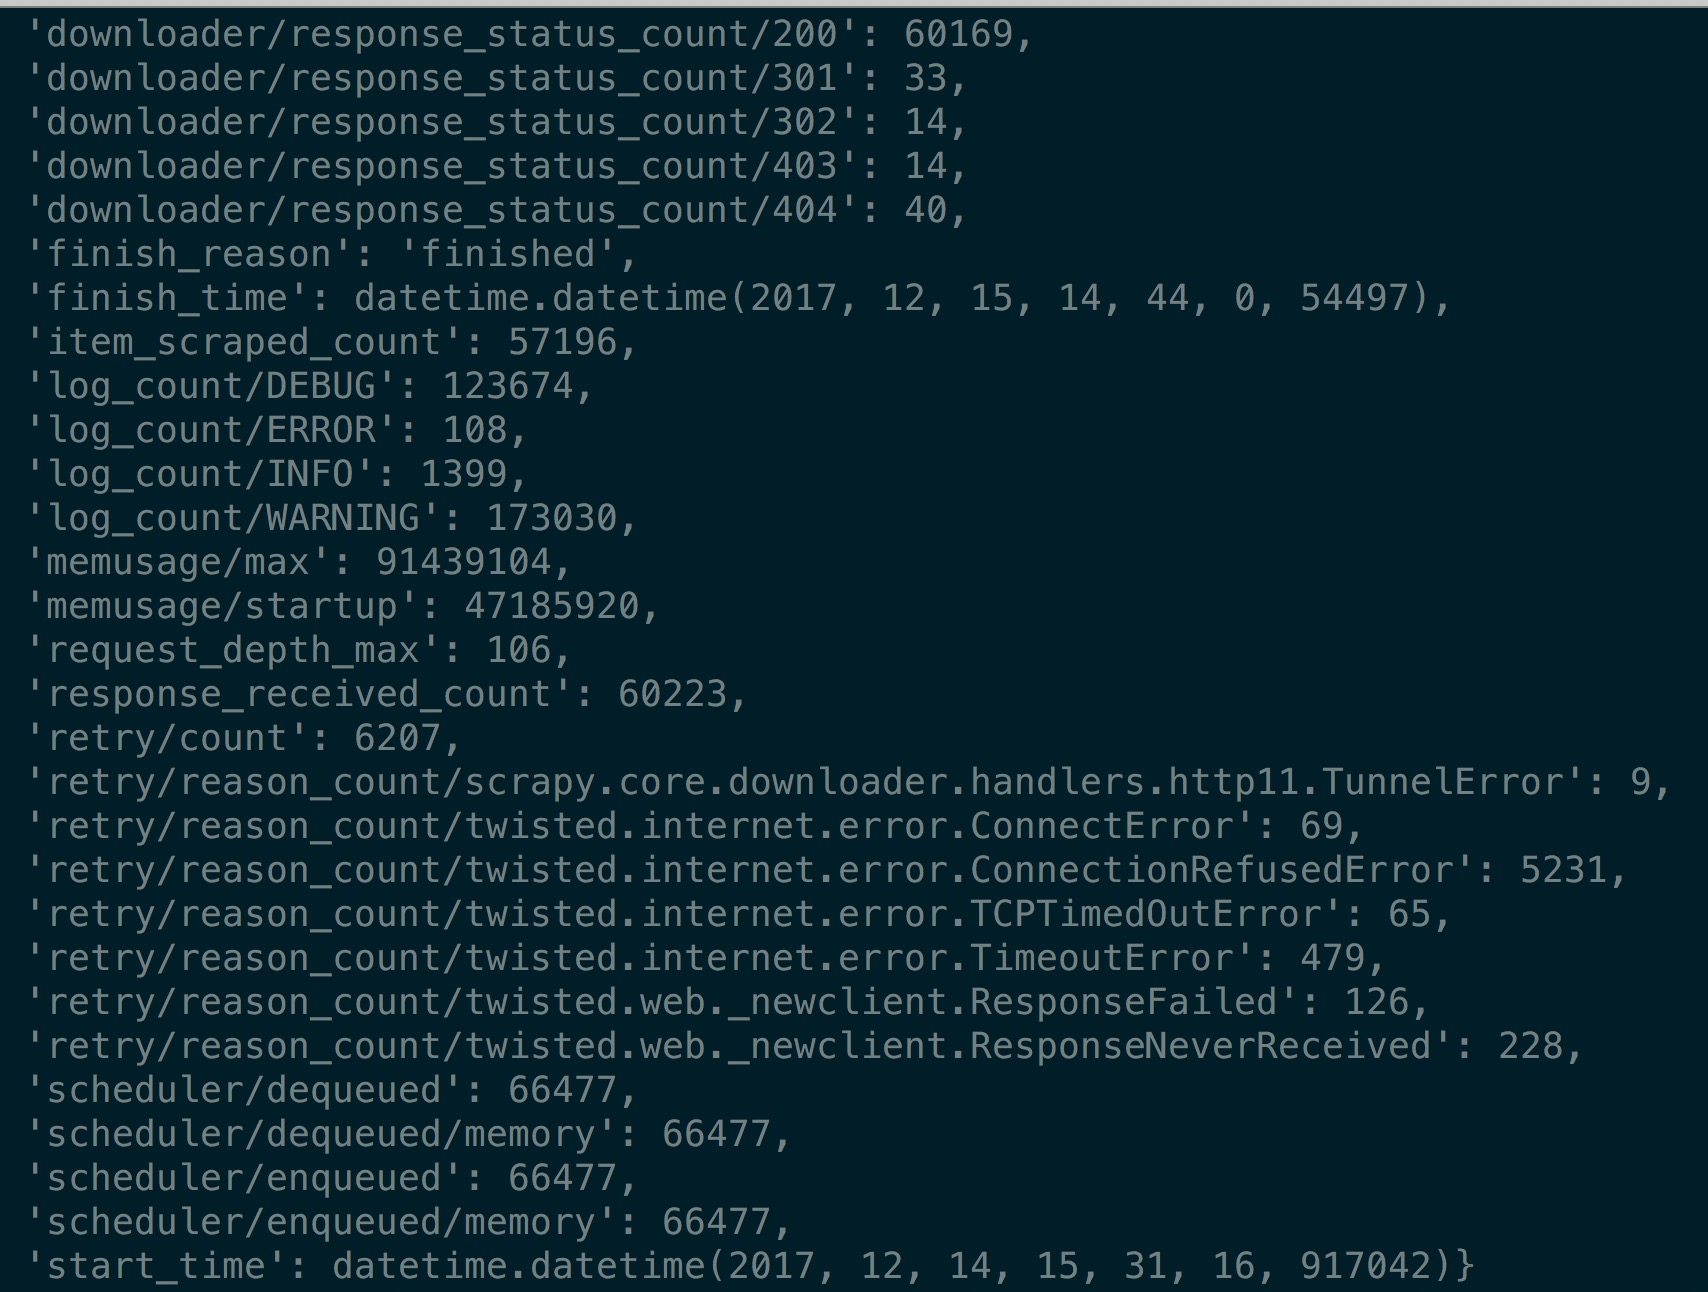 'downloader/response_status_count/200': 60169,
'downloader/response_status_count/301': 33,
'downloader/response_status_count/302': 14,
'downloader/response_status_count/403': 14,
'downloader/response_status_count/404': 40,
'finish_reason': 'finished',
'finish_time': datetime.datetime(2017, 12, 15, 14, 44, 0, 54497),
'item_scraped_count': 57196,
'log_count/DEBUG': 123674,
'log_count/ERROR': 108,
'log_count/INFO': 1399,
'log_count/WARNING': 173030,
'memusage/max': 91439104,
'memusage/startup': 47185920,
'request_depth_max': 106,
'response_received_count': 60223,
'retry/count': 6207,
'retry/reason_count/scrapy.core.downloader.handlers.http11.TunnelError': 9,
'retry/reason_count/twisted.internet.error.ConnectError': 69,
'retry/reason_count/twisted.internet.error.ConnectionRefusedError': 5231,
'retry/reason_count/twisted.internet.error.TCPTimedOutError': 65,
'retry/reason_count/twisted.internet.error.TimeoutError': 479,
'retry/reason_count/twisted.web._newclient.ResponseFailed': 126,
'retry/reason_count/twisted.web._newclient.ResponseNeverReceived': 228,
'scheduler/dequeued': 66477,
'scheduler/dequeued/memory': 66477,
'scheduler/enqueued': 66477,
'scheduler/enqueued/memory': 66477,
'start_time': datetime.datetime(2017, 12, 14, 15, 31, 16, 917042)}